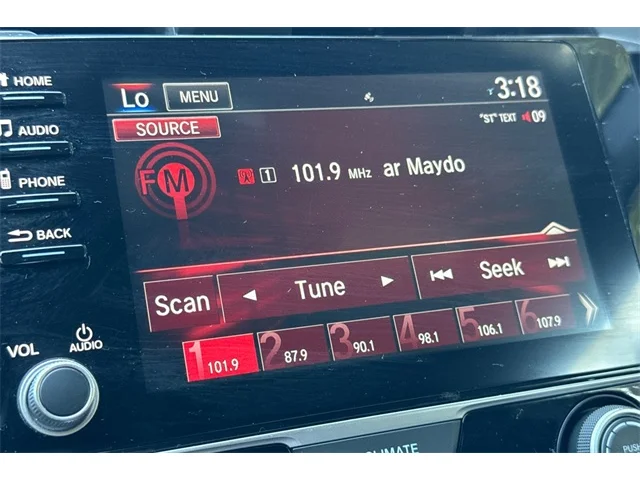 HOME
Lo MENU 3:18
AUDIO
SOURCE "ST" TEXT 09
PHONE
FM 1 101.9 MHz ar Maydo
BACK
Scan Tune Seek
VOL AUDIO
1 101.9 2 87.9 3 90.1 4 98.1 5 106.1 6 107.9
CLIMATE
PUSH